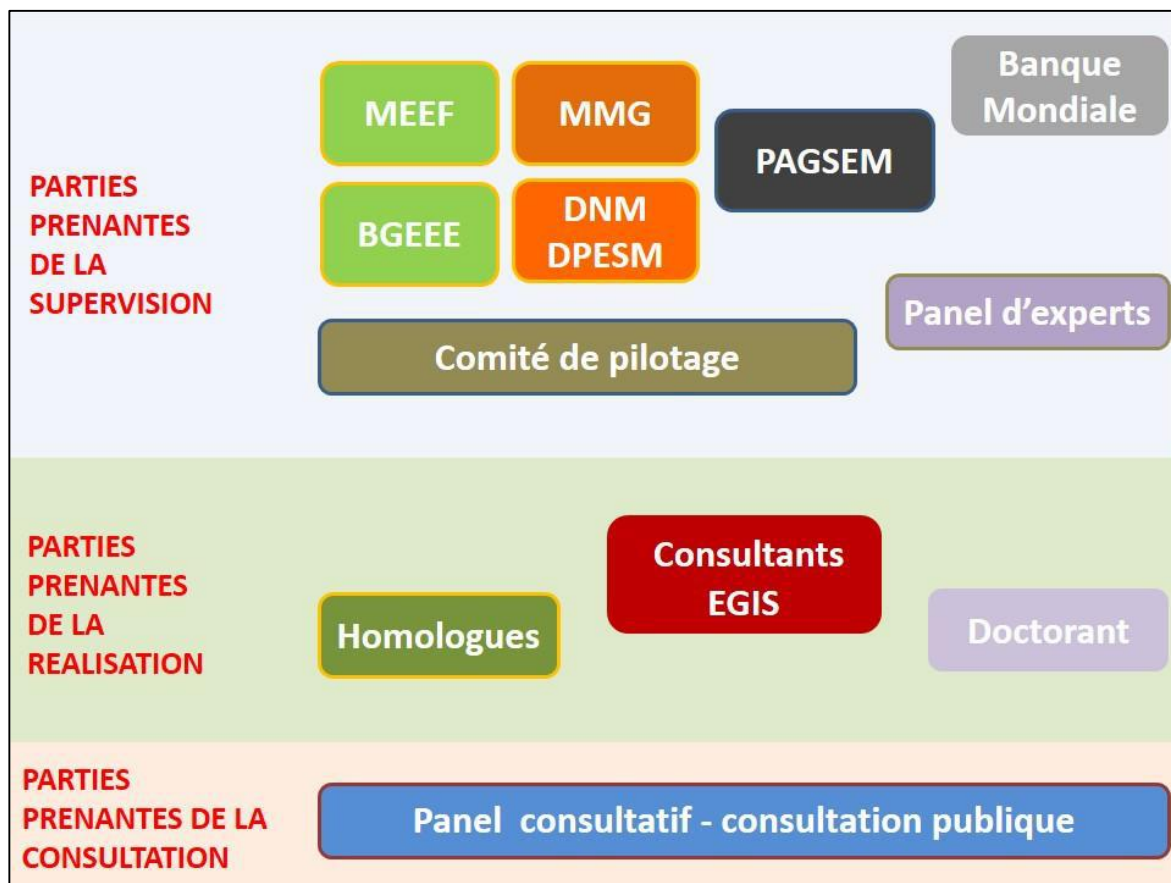 PARTIES
PRENANTES
DE LA
SUPERVISION
MEEF
MMG
PAGSEM
Banque
Mondiale
BGEEE
DNM
DPESM
Panel d’experts
Comité de pilotage
PARTIES
PRENANTES
DE LA
REALISATION
Homologues
Consultants
EGIS
Doctorant
PARTIES
PRENANTES DE LA
CONSULTATION
Panel consultatif - consultation publique